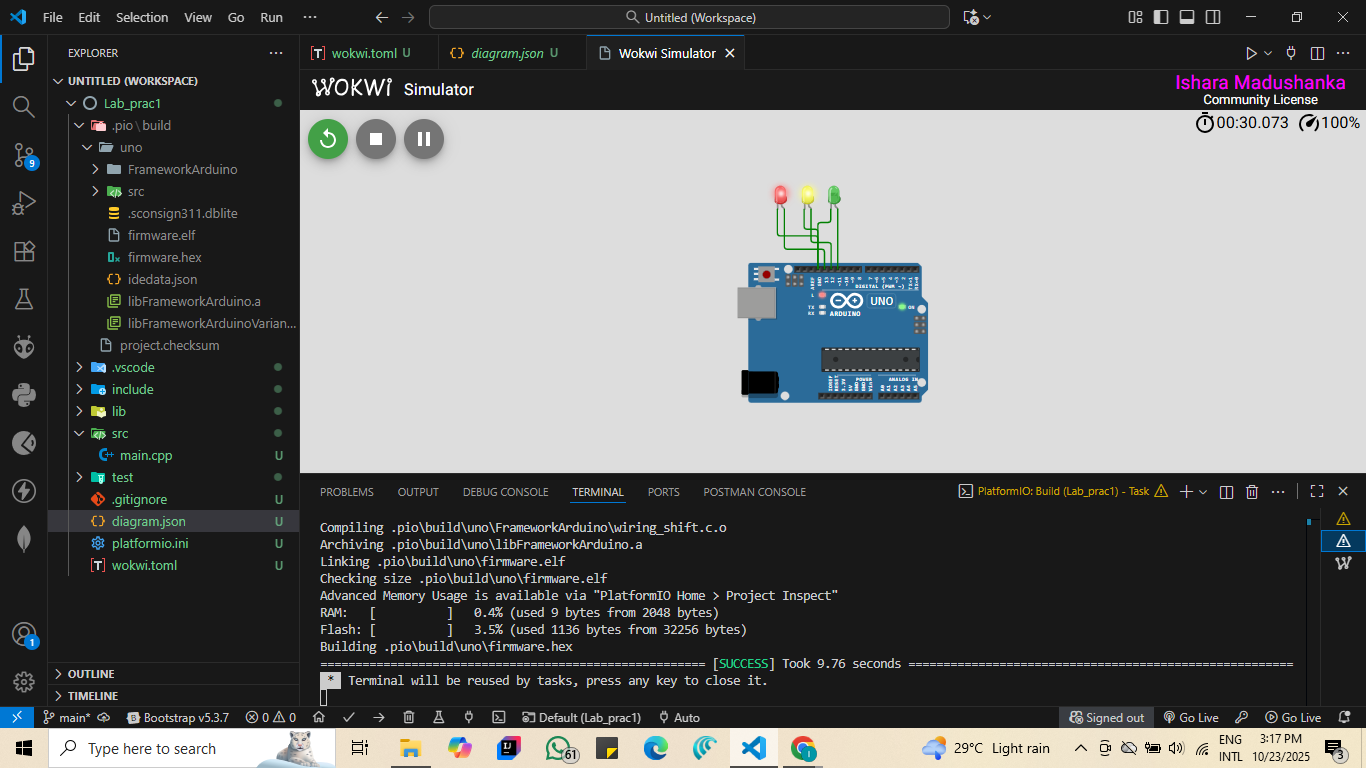 File Edit Selection View Go Run ··· Untitled (Workspace)
EXPLORER ···
UNTITLED (WORKSPACE)
Lab_prac1
.pio \ build
uno
FrameworkArduino
src
.sconsign311.dblite
firmware.elf
firmware.hex
idedata.json
libFrameworkArduino.a
libFrameworkArduinoVarian...
project.checksum
.vscode
include
lib
src
main.cpp U
test
.gitignore U
diagram.json U
platformio.ini U
wokwi.toml U
OUTLINE
TIMELINE
wokwi.toml U diagram.json U Wokwi Simulator
WOKWI Simulator
Ishara Madushanka
Community License
00:30.073 100%
DIGITAL (PWM ~)
L
TX
RX
UNO
ON
ARDUINO
POWER ANALOG IN
PROBLEMS OUTPUT DEBUG CONSOLE TERMINAL PORTS POSTMAN CONSOLE PlatformIO: Build (Lab_prac1) - Task
Compiling .pio\build\uno\FrameworkArduino\wiring_shift.c.o
Archiving .pio\build\uno\libFrameworkArduino.a
Linking .pio\build\uno\firmware.elf
Checking size .pio\build\uno\firmware.elf
Advanced Memory Usage is available via "PlatformIO Home > Project Inspect"
RAM: [          ] 0.4% (used 9 bytes from 2048 bytes)
Flash: [          ] 3.5% (used 1136 bytes from 32256 bytes)
Building .pio\build\uno\firmware.hex
[SUCCESS] Took 9.76 seconds
* Terminal will be reused by tasks, press any key to close it.
9
1
main* Bootstrap v5.3.7 0 0 Default (Lab_prac1) Auto Signed out Go Live Go Live
Type here to search 61 29°C Light rain ENG 3:17 PM
INTL 10/23/2025 3